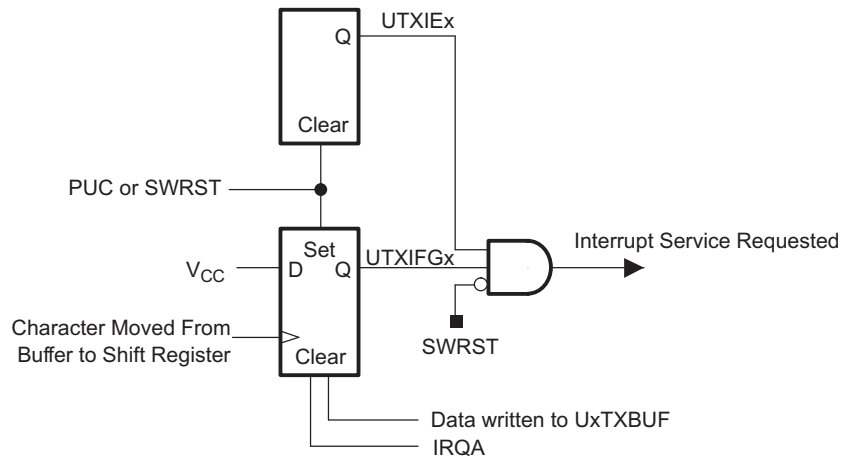 UTXIEx
Q
Clear
PUC or SWRST
Set
UTXIFGx
Interrupt Service Requested
VCC
D
Q
Character Moved From
Buffer to Shift Register
SWRST
Clear
Data written to UxTXBUF
IRQA